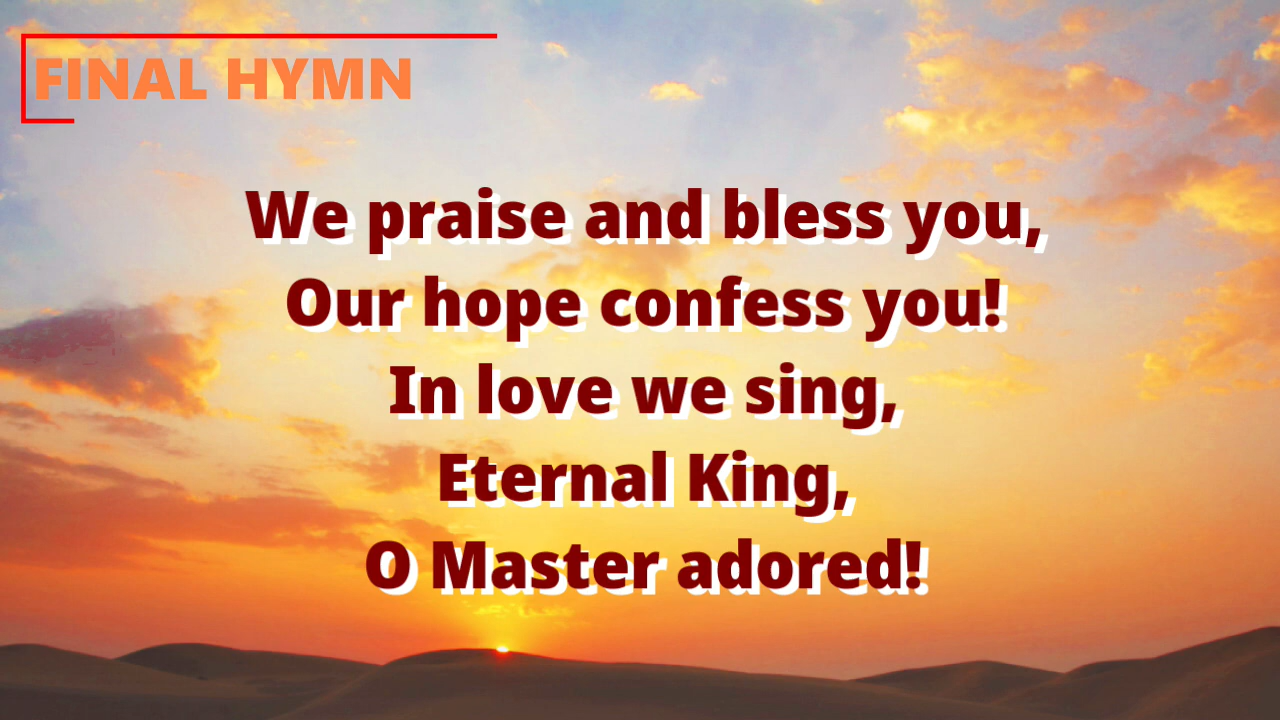 FINAL HYMN
We praise and bless you,
Our hope confess you!
In love we sing,
Eternal King,
O Master adored!